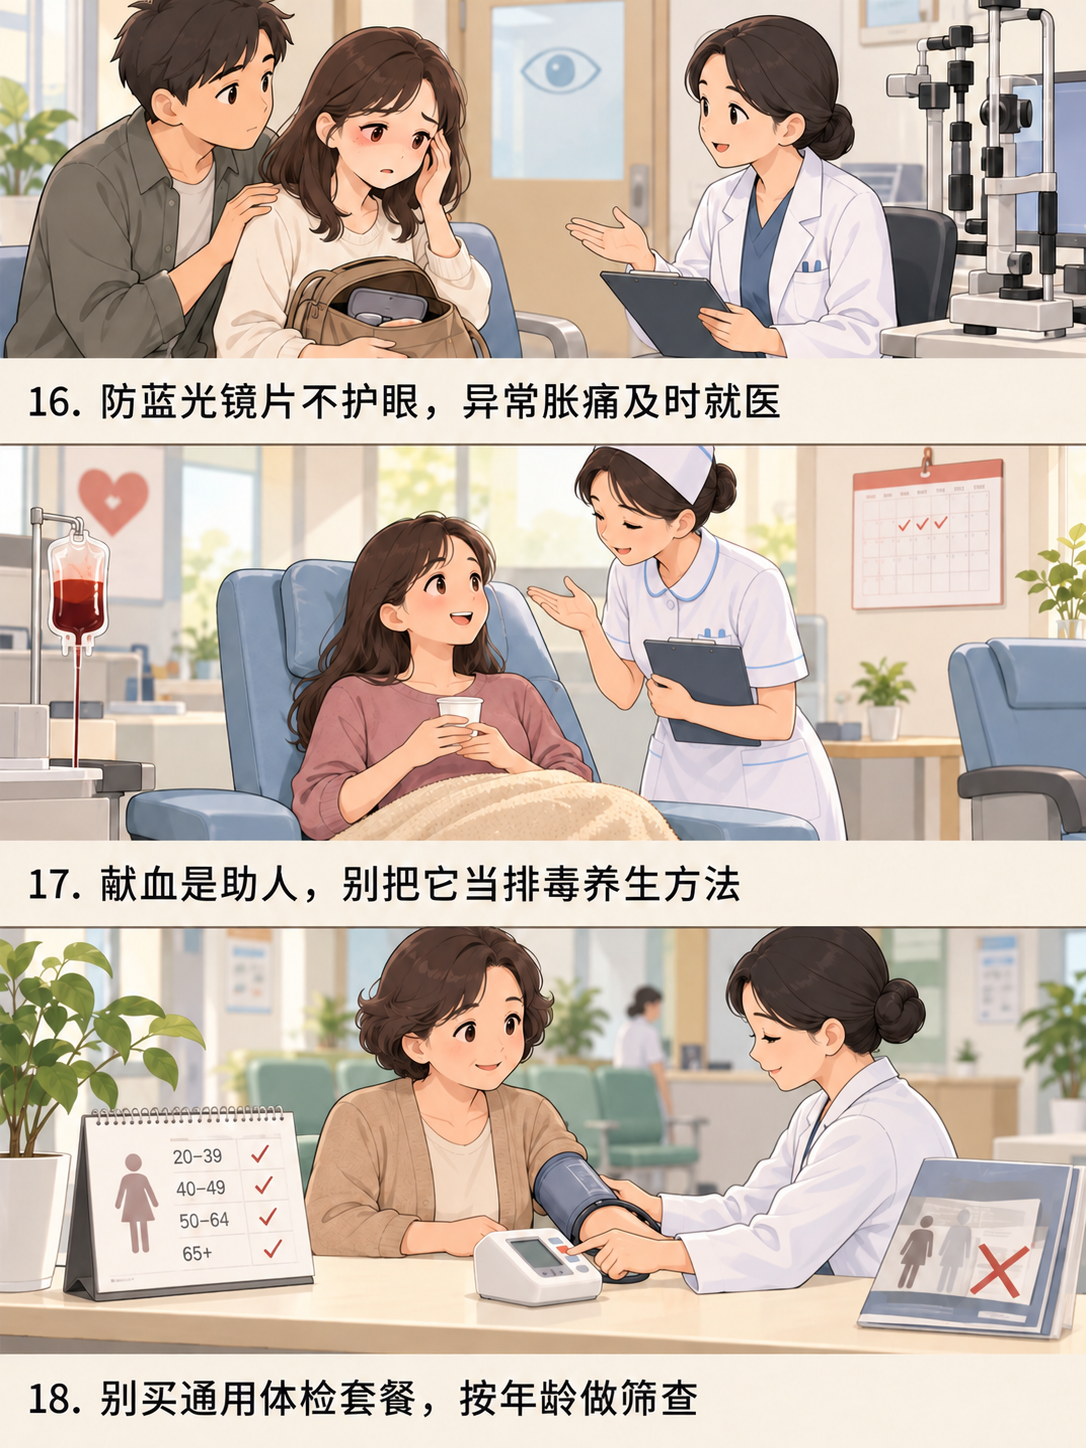 16. 防蓝光镜片不护眼，异常胀痛及时就医
17. 献血是助人，别把它当排毒养生方法
20-39
40-49
50-64
65+
18. 别买通用体检套餐，按年龄做筛查